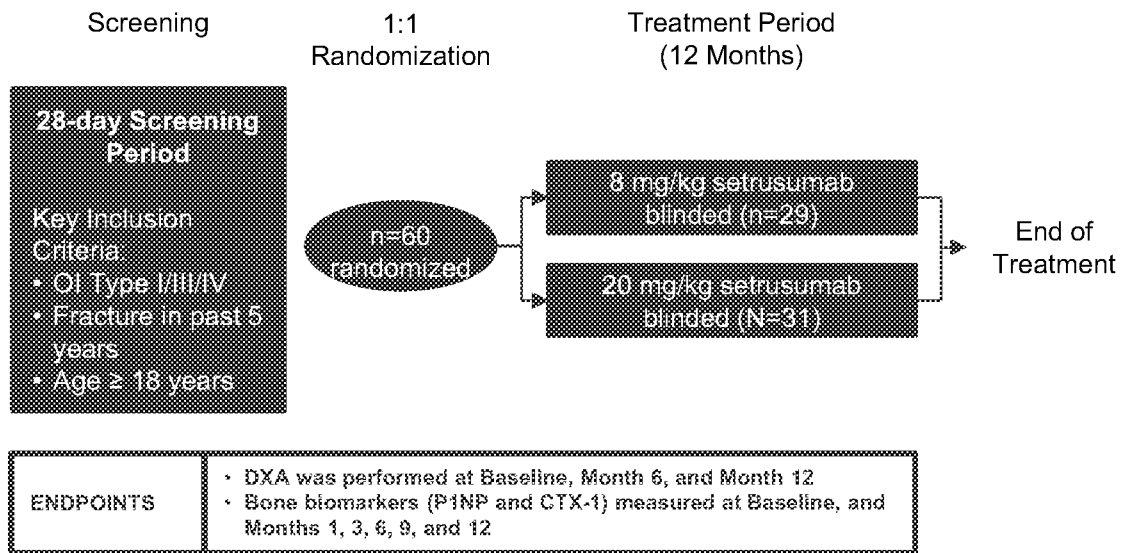 Screening
1:1
Randomization
Treatment Period
(12 Months)
28-day Screening
Period
Key Inclusion
Criteria
• OI Type I/III/IV
• Fracture in past 5
years
• Age ≥ 18 years
n=60
randomized
8 mg/kg setrusumab
blinded (n=29)
20 mg/kg setrusumab
blinded (N=31)
End of
Treatment
ENDPOINTS
• DXA was performed at Baseline, Month 6, and Month 12
• Bone biomarkers (P1NP and CTX-1) measured at Baseline, and
Months 1, 3, 6, 9, and 12